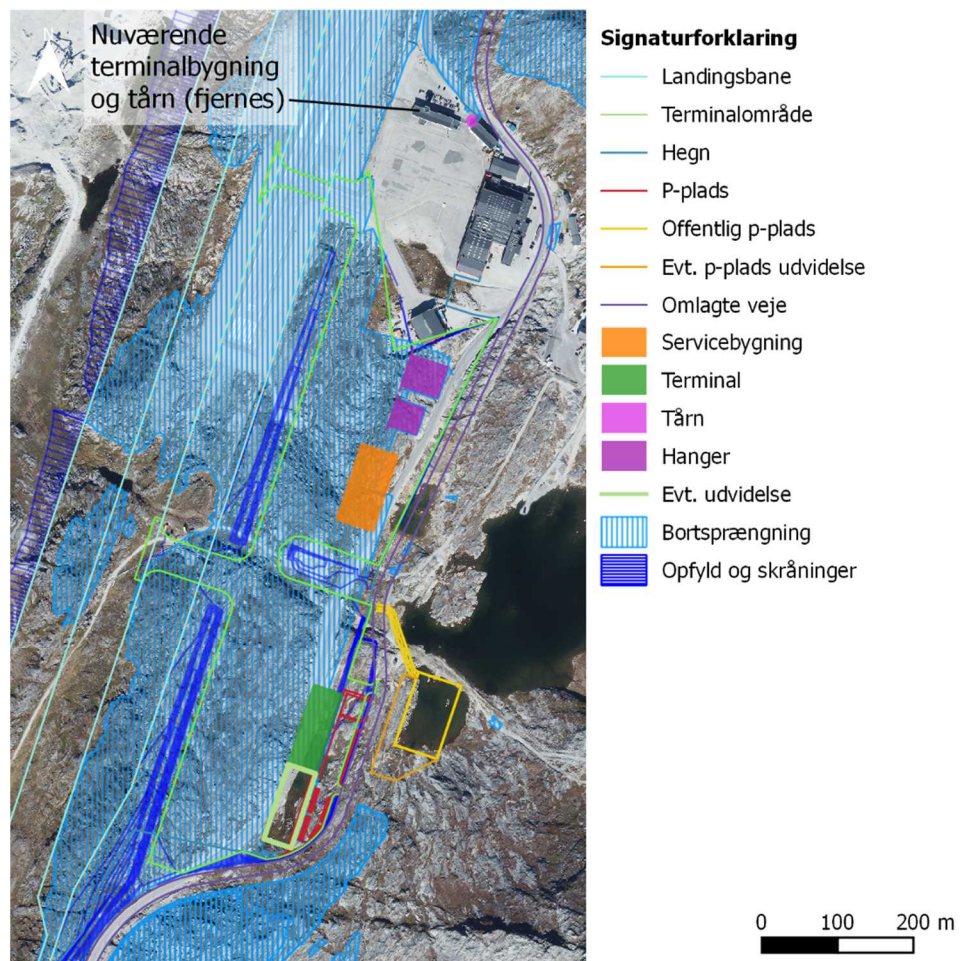 N
Nuværende
terminalbygning
og tårn (fjernes)
Signaturforklaring
Landingsbane
Terminalområde
Hegn
P-plads
Offentlig p-plads
Evt. p-plads udvidelse
Omlagte veje
Servicebygning
Terminal
Tårn
Hanger
Evt. udvidelse
Bortsprængning
Opfyld og skråninger
0 100 200 m